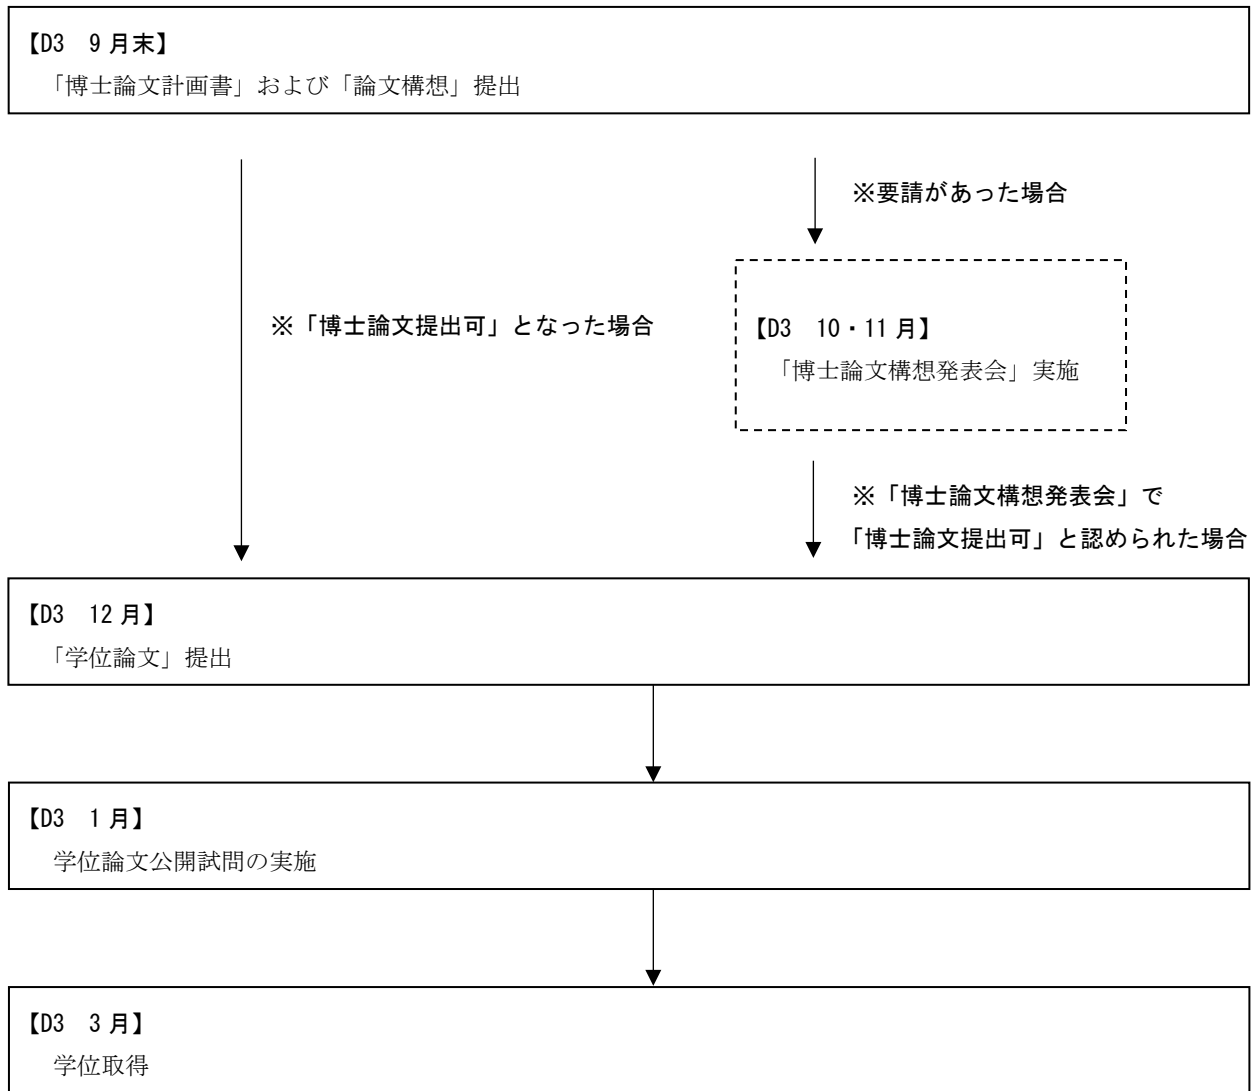 【D3　9月末】
「博士論文計画書」および「論文構想」提出
※要請があった場合
※「博士論文提出可」となった場合
【D3　10・11月】
「博士論文構想発表会」実施
※「博士論文構想発表会」で
「博士論文提出可」と認められた場合
【D3　12月】
「学位論文」提出
【D3　1月】
学位論文公開試問の実施
【D3　3月】
学位取得